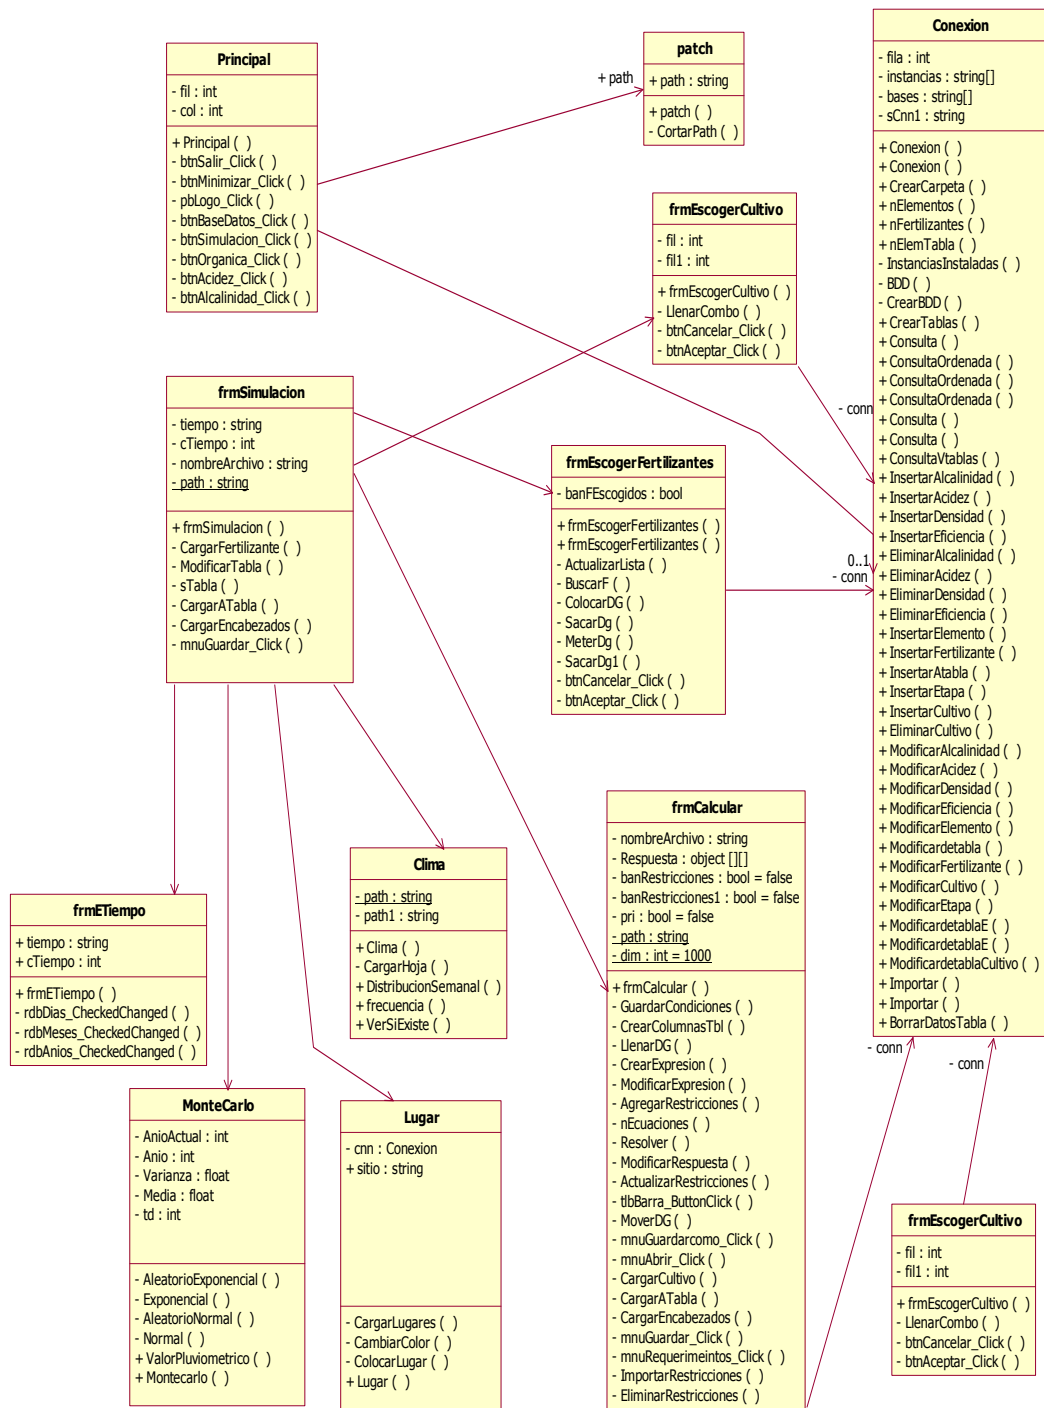 Principal
- fil : int
- col : int
+ Principal ( )
- btnSalir_Click ( )
- btnMinimizar_Click ( )
- pbLogo_Click ( )
- btnBaseDatos_Click ( )
- btnSimulacion_Click ( )
- btnOrganica_Click ( )
- btnAcidez_Click ( )
- btnAlcalinidad_Click ( )
+ path
patch
+ path : string
+ patch ( )
- CortarPath ( )
Conexion
- fila : int
- instancias : string[]
- bases : string[]
- sCnn1 : string
+ Conexion ( )
+ Conexion ( )
+ CrearCarpeta ( )
+ nElementos ( )
+ nFertilizantes ( )
+ nElemTabla ( )
- InstanciasInstaladas ( )
- BDD ( )
- CrearBDD ( )
+ CrearTablas ( )
+ Consulta ( )
+ ConsultaOrdenada ( )
+ ConsultaOrdenada ( )
+ ConsultaOrdenada ( )
+ Consulta ( )
+ Consulta ( )
+ ConsultaVtablas ( )
+ InsertarAlcalinidad ( )
+ InsertarAcidez ( )
+ InsertarDensidad ( )
+ InsertarEficiencia ( )
+ EliminarAlcalinidad ( )
+ EliminarAcidez ( )
+ EliminarDensidad ( )
+ EliminarEficiencia ( )
+ InsertarElemento ( )
+ InsertarFertilizante ( )
+ InsertarAtabla ( )
+ InsertarEtapa ( )
+ InsertarCultivo ( )
+ EliminarCultivo ( )
+ ModificarAlcalinidad ( )
+ ModificarAcidez ( )
+ ModificarDensidad ( )
+ ModificarEficiencia ( )
+ ModificarElemento ( )
+ Modificardetabla ( )
+ ModificarFertilizante ( )
+ ModificarCultivo ( )
+ ModificarEtapa ( )
+ ModificardetablaE ( )
+ ModificardetablaE ( )
+ ModificardetablaCultivo ( )
+ Importar ( )
+ Importar ( )
+ BorrarDatosTabla ( )
frmEscogerCultivo
- fil : int
- fil1 : int
+ frmEscogerCultivo ( )
- LlenarCombo ( )
- btnCancelar_Click ( )
- btnAceptar_Click ( )
- conn
frmSimulacion
- tiempo : string
- cTiempo : int
- nombreArchivo : string
- path : string
+ frmSimulacion ( )
- CargarFertilizante ( )
- ModificarTabla ( )
- sTabla ( )
- CargarATabla ( )
- CargarEncabezados ( )
- mnuGuardar_Click ( )
frmEscogerFertilizantes
- banFEscogidos : bool
+ frmEscogerFertilizantes ( )
+ frmEscogerFertilizantes ( )
- ActualizarLista ( )
- BuscarF ( )
- ColocarDG ( )
- SacarDg ( )
- MeterDg ( )
- SacarDg1 ( )
- btnCancelar_Click ( )
- btnAceptar_Click ( )
0..1
- conn
frmCalcular
- nombreArchivo : string
- Respuesta : object [][]
- banRestricciones : bool = false
- banRestricciones1 : bool = false
- pri : bool = false
- path : string
- dim : int = 1000
+ frmCalcular ( )
- GuardarCondiciones ( )
- CrearColumnasTbl ( )
- LlenarDG ( )
- CrearExpresion ( )
- ModificarExpresion ( )
- AgregarRestricciones ( )
- nEcuaciones ( )
- Resolver ( )
- ModificarRespuesta ( )
- ActualizarRestricciones ( )
- tlbBarra_ButtonClick ( )
- MoverDG ( )
- mnuGuardarcomo_Click ( )
- mnuAbrir_Click ( )
- CargarCultivo ( )
- CargarATabla ( )
- CargarEncabezados ( )
- mnuGuardar_Click ( )
- mnuRequerimeintos_Click ( )
- ImportarRestricciones ( )
- EliminarRestricciones ( )
- conn
- conn
Clima
- path : string
- path1 : string
+ Clima ( )
- CargarHoja ( )
+ DistribucionSemanal ( )
+ frecuencia ( )
+ VerSiExiste ( )
frmETiempo
+ tiempo : string
+ cTiempo : int
+ frmETiempo ( )
- rdbDias_CheckedChanged ( )
- rdbMeses_CheckedChanged ( )
- rdbAnios_CheckedChanged ( )
MonteCarlo
- AnioActual : int
- Anio : int
- Varianza : float
- Media : float
- td : int
- AleatorioExponencial ( )
- Exponencial ( )
- AleatorioNormal ( )
- Normal ( )
+ ValorPluviometrico ( )
+ Montecarlo ( )
Lugar
- cnn : Conexion
+ sitio : string
- CargarLugares ( )
- CambiarColor ( )
- ColocarLugar ( )
+ Lugar ( )
frmEscogerCultivo
- fil : int
- fil1 : int
+ frmEscogerCultivo ( )
- LlenarCombo ( )
- btnCancelar_Click ( )
- btnAceptar_Click ( )